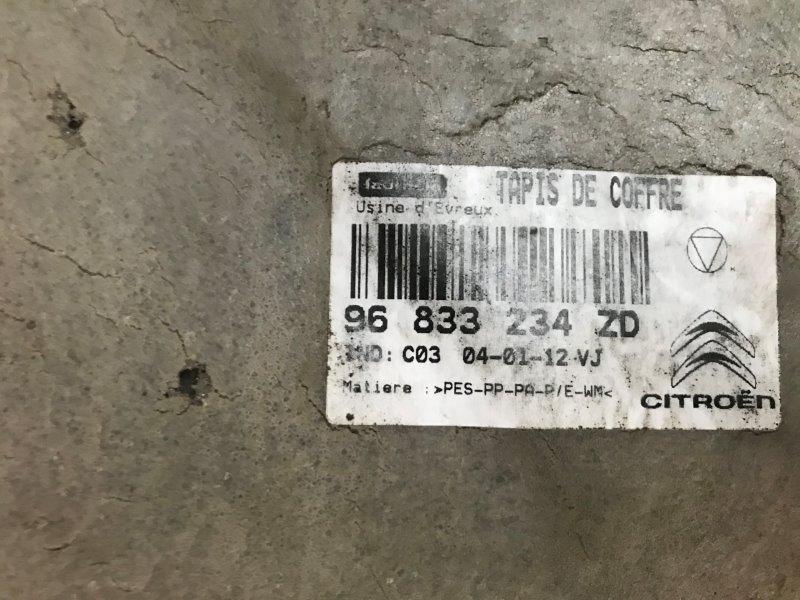 TAPIS DE COFFRE
Usine d'Evreux
96 833 234 ZD
IND: C03 04-01-12 VJ
Matiere : >PES-PP-PA-P/E-WM<
CITROËN